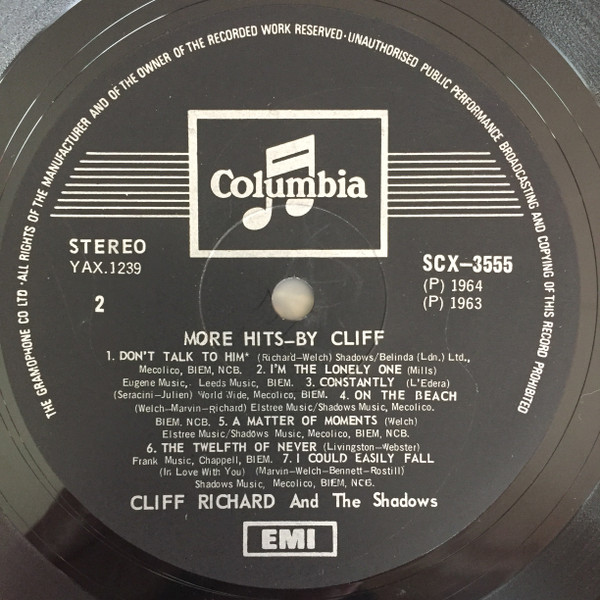 THE GRAMOPHONE CO LTD · ALL RIGHTS OF THE MANUFACTURER AND OF THE OWNER OF THE RECORDED WORK RESERVED · UNAUTHORISED PUBLIC PERFORMANCE BROADCASTING AND COPYING OF THIS RECORD PROHIBITED
Columbia
STEREO
YAX.1239
2
SCX-3555
(P) 1964
(P) 1963
MORE HITS-BY CLIFF
1. DON'T TALK TO HIM* (Richard-Welch) Shadows/Belinda (Ldn.) Ltd.,
Mecolico, BIEM, NCB. 2. I'M THE LONELY ONE (Mills)
Eugene Music, Leeds Music, BIEM. 3. CONSTANTLY (L'Edera)
(Seracini-Julien) World Wide, Mecolico, BIEM. 4. ON THE BEACH
(Welch-Marvin-Richard) Elstree Music/Shadows Music, Mecolico.
BIEM, NCB. 5. A MATTER OF MOMENTS (Welch)
Elstree Music/Shadows Music, Mecolico, BIEM, NCB.
6. THE TWELFTH OF NEVER (Livingston-Webster)
Frank Music, Chappell, BIEM. 7. I COULD EASILY FALL
(In Love With You) (Marvin-Welch-Bennett-Rostill)
Shadows Music, Mecolico, BIEM, NCB.
CLIFF RICHARD And The Shadows
EMI